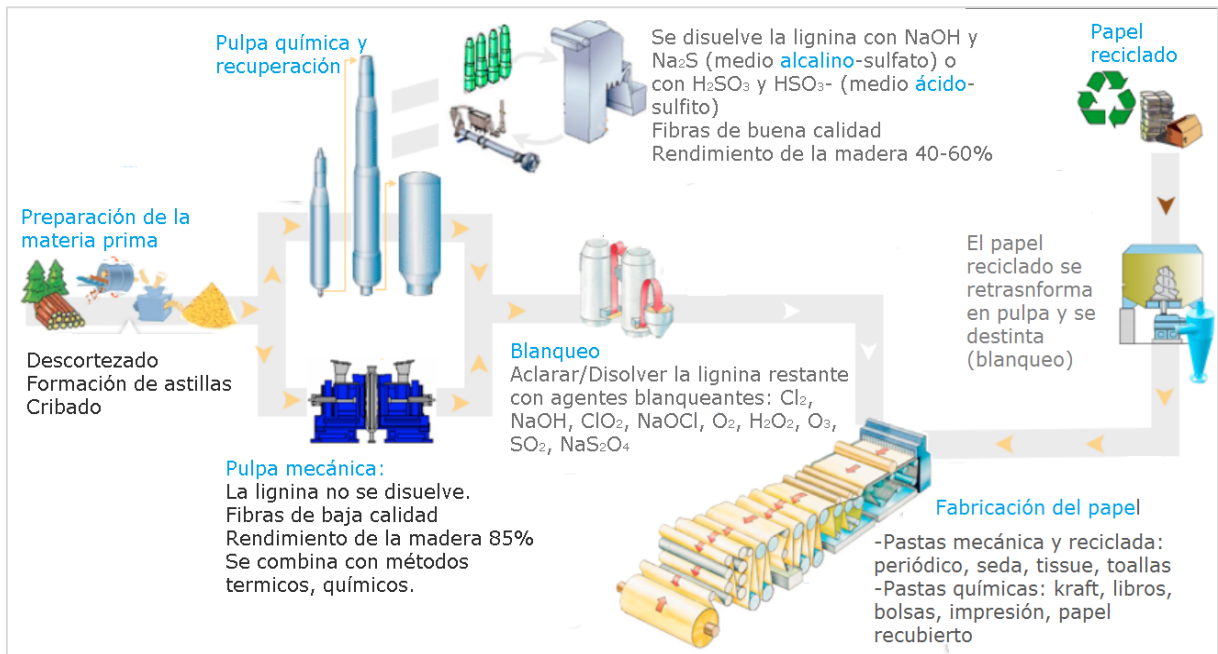 Pulpa química y
recuperación
Se disuelve la lignina con NaOH y
Na₂S (medio alcalino-sulfato) o
con H₂SO₃ y HSO₃- (medio ácido-
sulfito)
Fibras de buena calidad
Rendimiento de la madera 40-60%
Papel
reciclado
Preparación de la
materia prima
Descortezado
Formación de astillas
Cribado
El papel
reciclado se
retrasnforma
en pulpa y se
destinta
(blanqueo)
Blanqueo
Aclarar/Disolver la lignina restante
con agentes blanqueantes: Cl₂,
NaOH, ClO₂, NaOCl, O₂, H₂O₂, O₃,
SO₂, NaS₂O₄
Pulpa mecánica:
La lignina no se disuelve.
Fibras de baja calidad
Rendimiento de la madera 85%
Se combina con métodos
termicos, químicos.
Fabricación del papel
-Pastas mecánica y reciclada:
periódico, seda, tissue, toallas
-Pastas químicas: kraft, libros,
bolsas, impresión, papel
recubierto